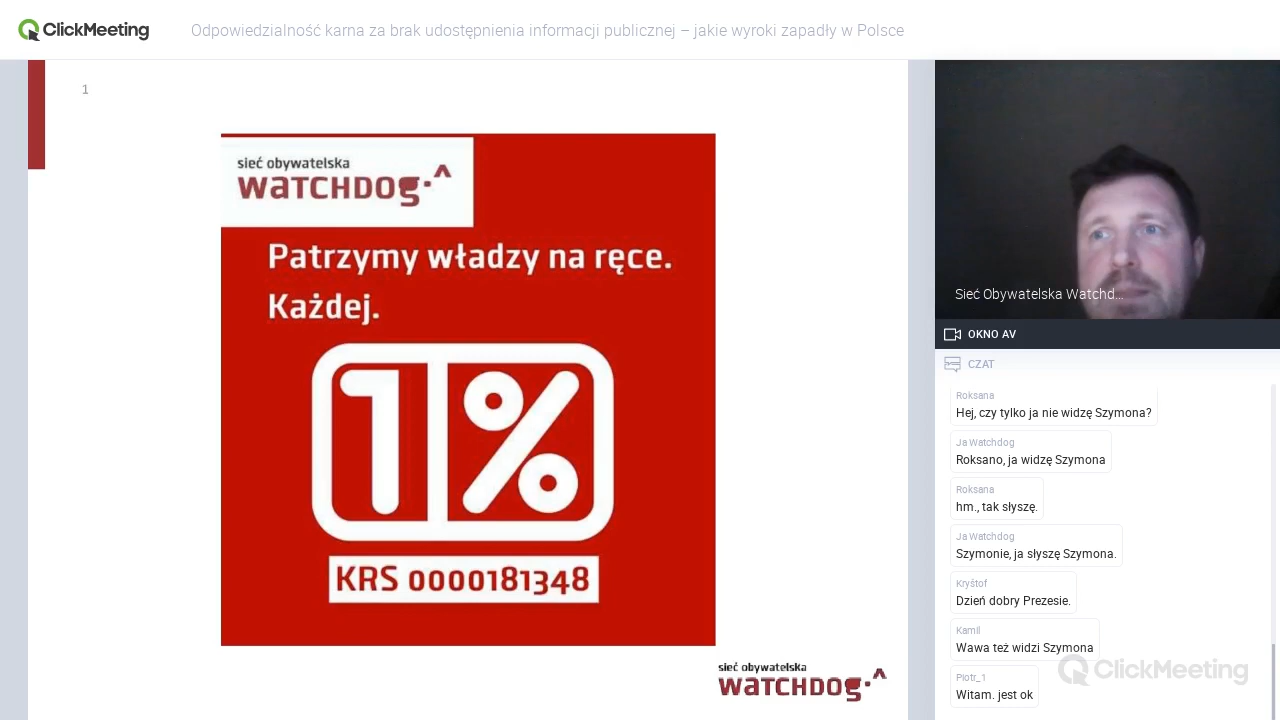 ClickMeeting
Odpowiedzialność karna za brak udostępnienia informacji publicznej – jakie wyroki zapadły w Polsce
1
sieć obywatelska
WATCHDOG
Patrzymy władzy na ręce.
Każdej.
1%
KRS 0000181348
sieć obywatelska
WATCHDOG
Sieć Obywatelska Watchd...
OKNO AV
CZAT
Roksana
Hej, czy tylko ja nie widzę Szymona?
Ja Watchdog
Roksano, ja widzę Szymona
Roksana
hm., tak słyszę.
Ja Watchdog
Szymonie, ja słyszę Szymona.
Kryštof
Dzień dobry Prezesie.
Kamil
Wawa też widzi Szymona
Piotr_1
Witam. jest ok
ClickMeeting